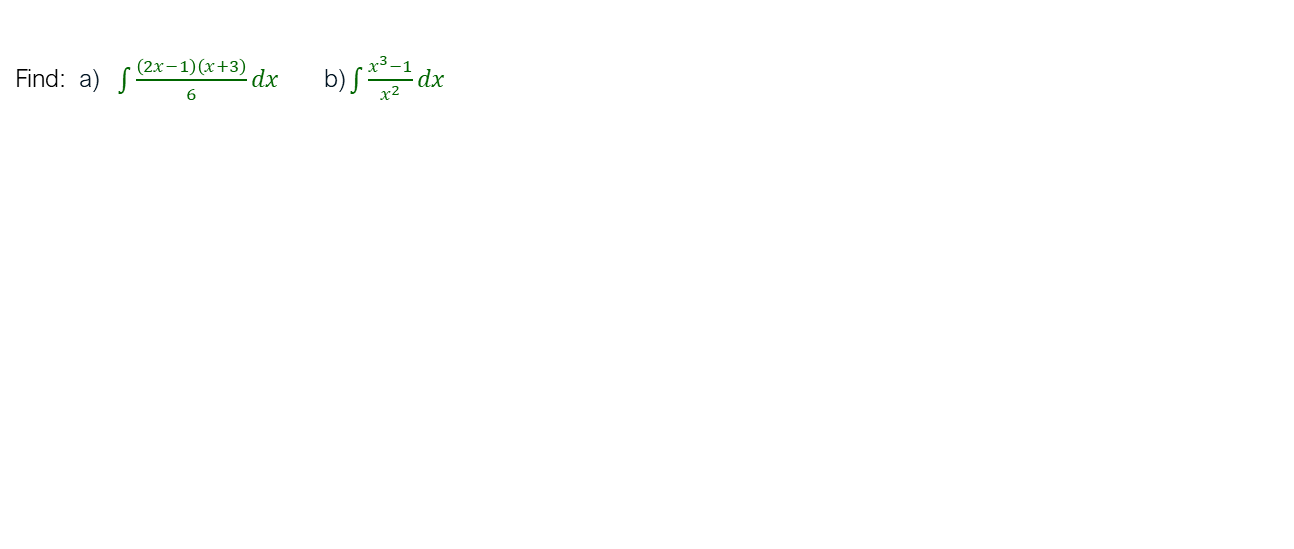 Find: a) ∫ (2x−1)(x+3)/6 dx b) ∫ x³−1/x² dx